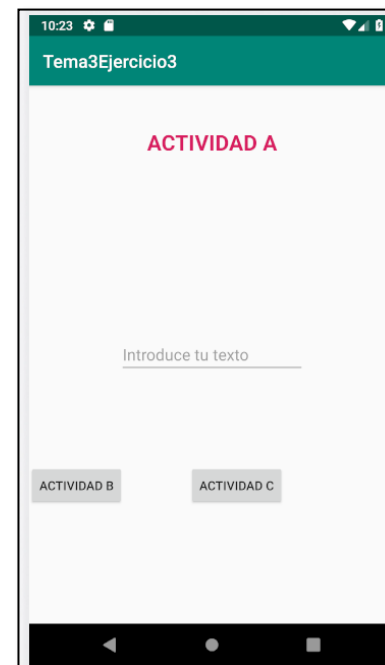 10:23
Tema3Ejercicio3
ACTIVIDAD A
Introduce tu texto
ACTIVIDAD B ACTIVIDAD C